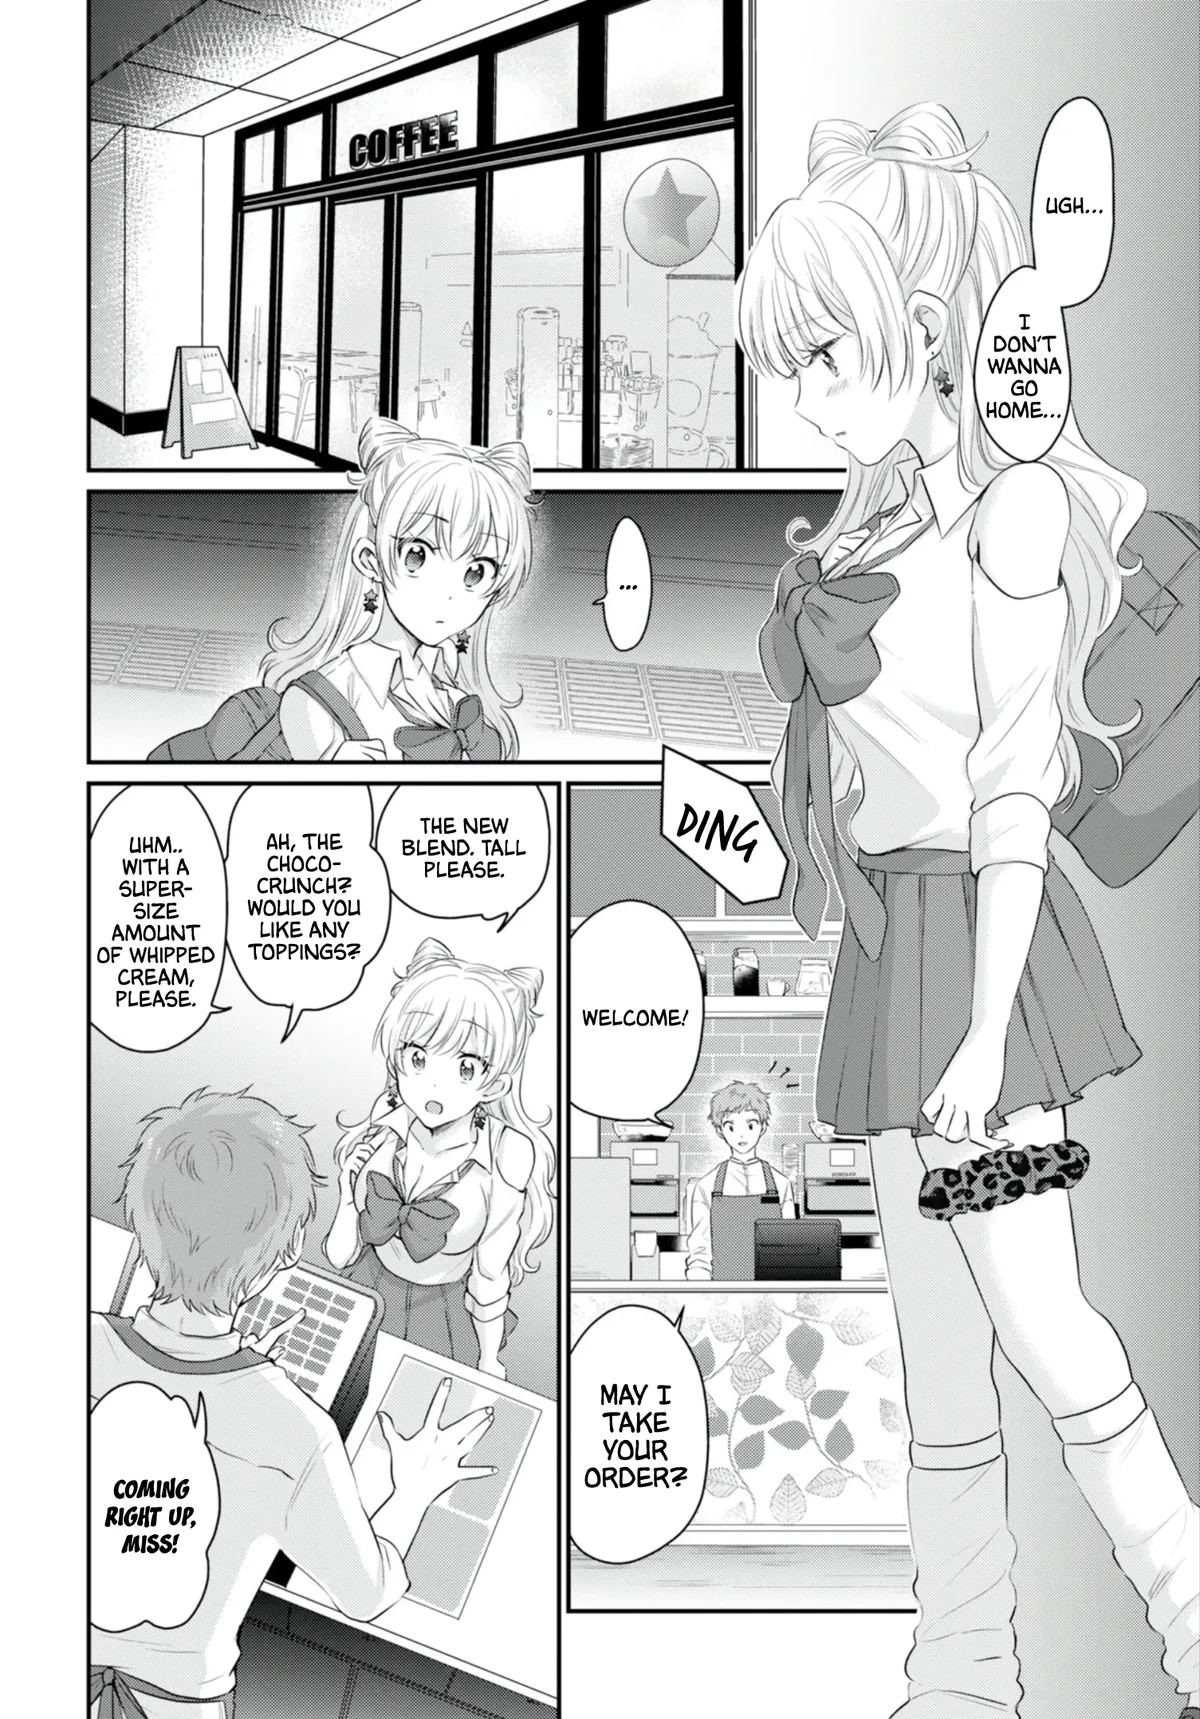 UGH...
I
DON'T
WANNA
GO
HOME...
COFFEE
...
DING
WELCOME!
MAY I
TAKE
YOUR
ORDER?
THE NEW
BLEND. TALL
PLEASE.
AH, THE
CHOCO-
CRUNCH?
WOULD YOU
LIKE ANY
TOPPINGS?
UHM..
WITH A
SUPER-
SIZE
AMOUNT
OF WHIPPED
CREAM,
PLEASE.
COMING
RIGHT UP,
MISS!